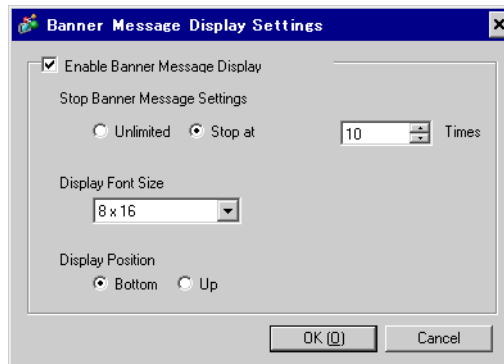 Banner Message Display Settings
Enable Banner Message Display
Stop Banner Message Settings
Unlimited Stop at 10 Times
Display Font Size
8 x 16
Display Position
Bottom Up
OK (O) Cancel